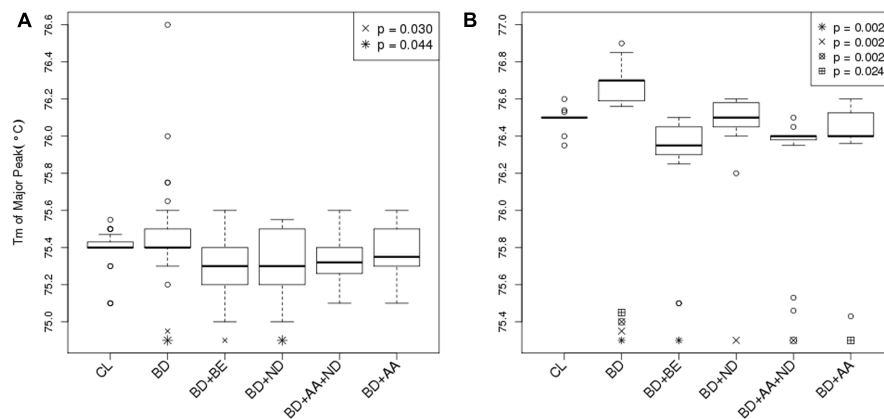 A
Tm of Major Peak( °C)
76.6
76.4
76.2
76.0
75.8
75.6
75.4
75.2
75.0
p = 0.030
p = 0.044
CL
BD
BD+BE
BD+ND
BD+AA+ND
BD+AA
B
77.0
76.8
76.6
76.4
76.2
76.0
75.8
75.6
75.4
p = 0.002
p = 0.002
p = 0.002
p = 0.024
CL
BD
BD+BE
BD+ND
BD+AA+ND
BD+AA